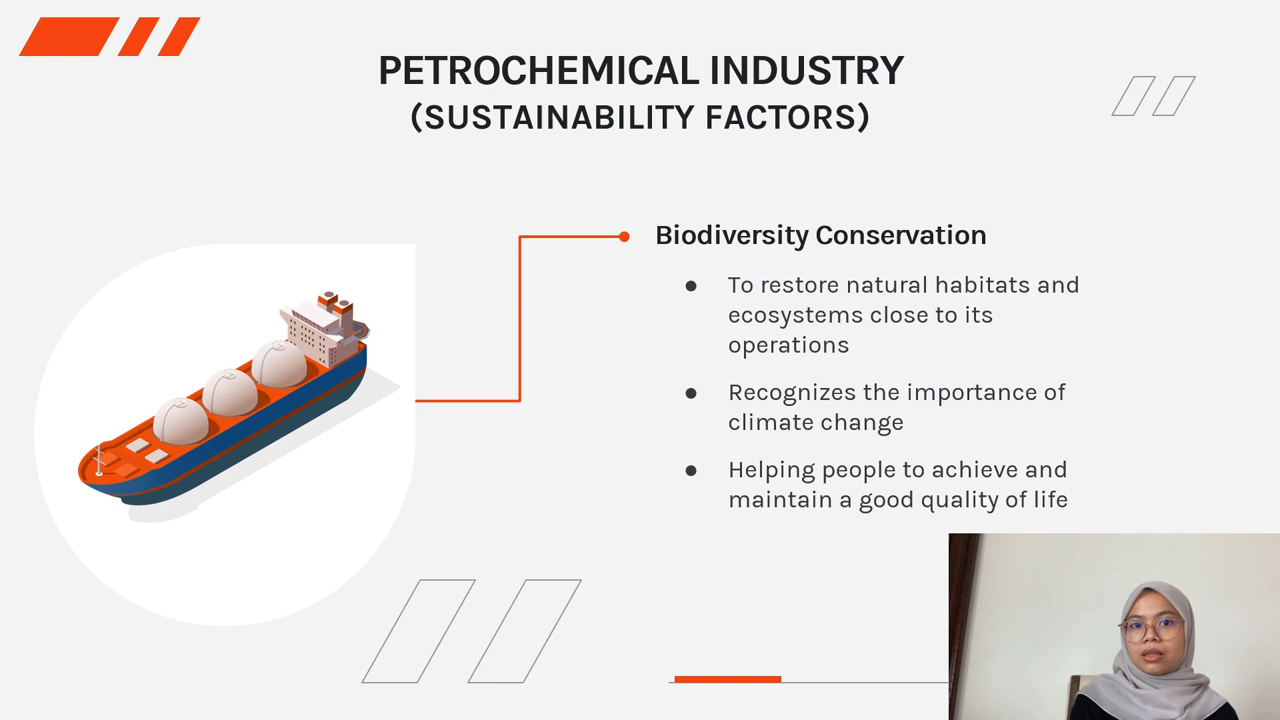 PETROCHEMICAL INDUSTRY
(SUSTAINABILITY FACTORS)
Biodiversity Conservation
● To restore natural habitats and
ecosystems close to its
operations
● Recognizes the importance of
climate change
● Helping people to achieve and
maintain a good quality of life